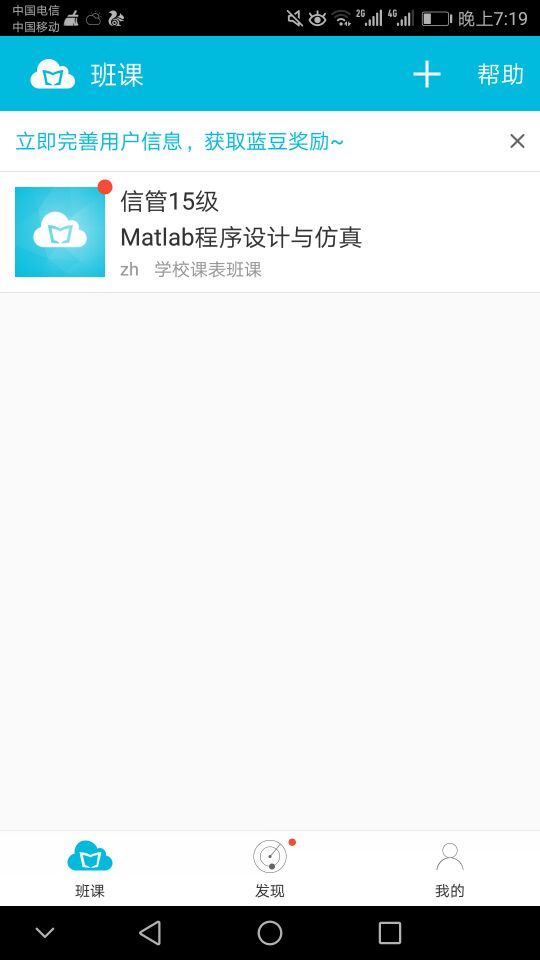 中国电信
中国移动
2G
4G
晚上7:19
班课
帮助
立即完善用户信息，获取蓝豆奖励~
信管15级
Matlab程序设计与仿真
zh 学校课表班课
班课
发现
我的